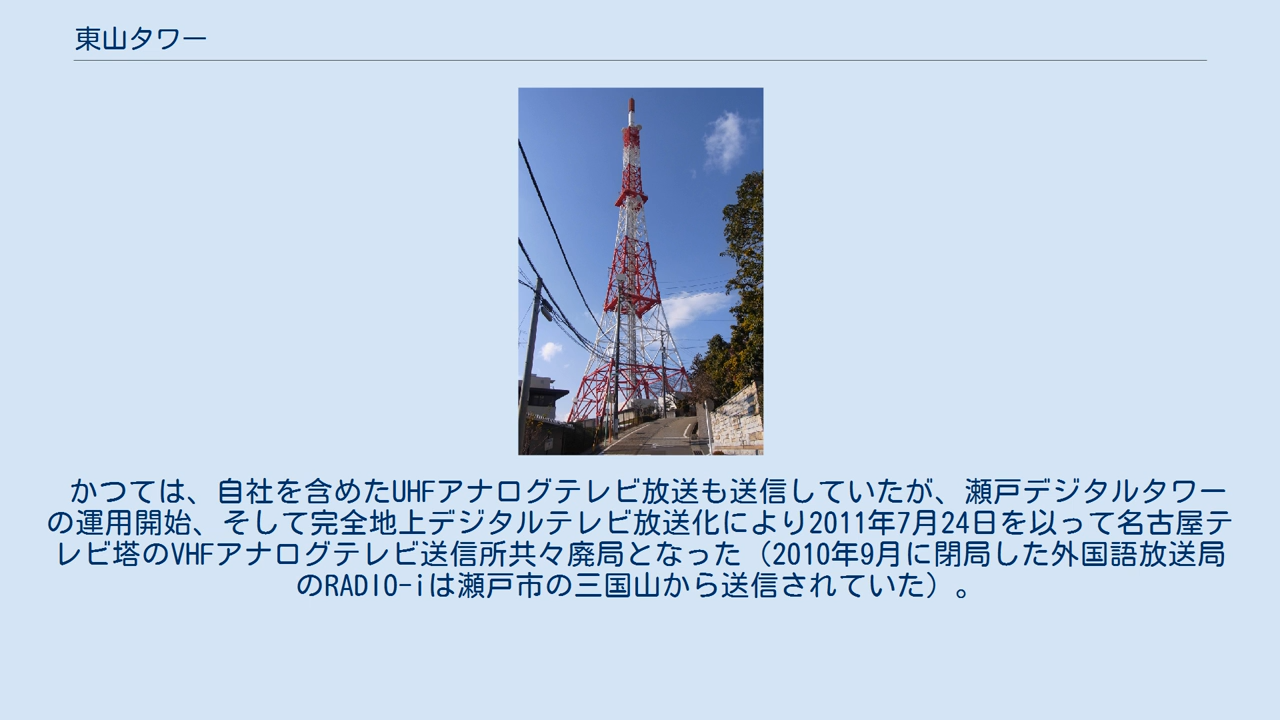 東山タワー
かつては、自社を含めたUHFアナログテレビ放送も送信していたが、瀬戸デジタルタワー
の運用開始、そして完全地上デジタルテレビ放送化により2011年7月24日を以って名古屋テ
レビ塔のVHFアナログテレビ送信所共々廃局となった（2010年9月に閉局した外国語放送局
のRADIO-iは瀬戸市の三国山から送信されていた）。